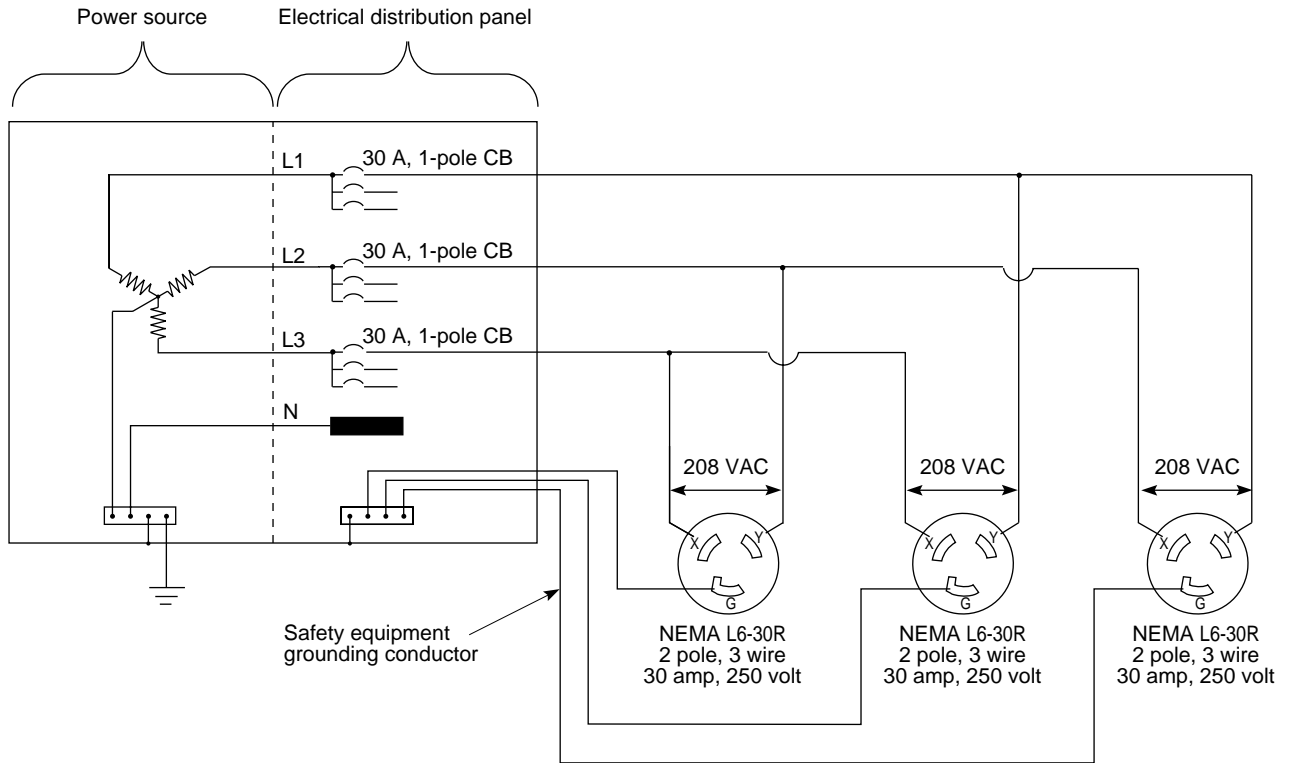 Power source
Electrical distribution panel
L1
30 A, 1-pole CB
L2
30 A, 1-pole CB
L3
30 A, 1-pole CB
N
208 VAC
208 VAC
208 VAC
X
Y
G
X
Y
G
X
Y
G
Safety equipment
grounding conductor
NEMA L6-30R
2 pole, 3 wire
30 amp, 250 volt
NEMA L6-30R
2 pole, 3 wire
30 amp, 250 volt
NEMA L6-30R
2 pole, 3 wire
30 amp, 250 volt